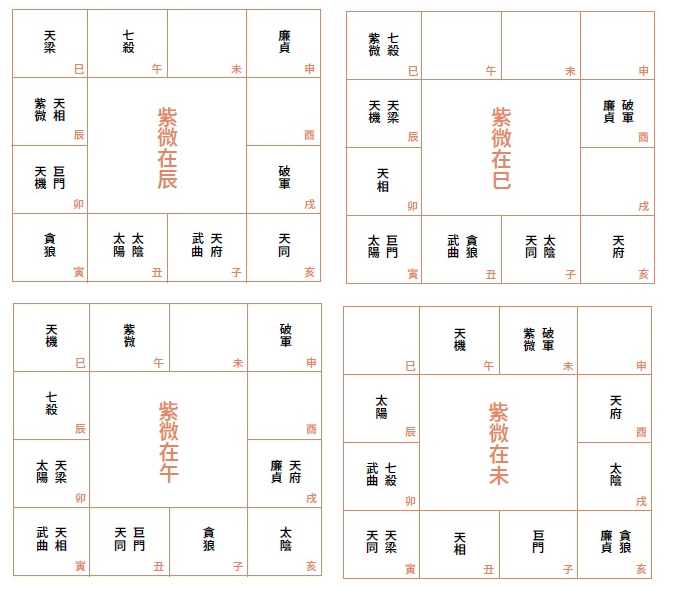 天梁
巳
七殺
午
未
廉貞
申
紫微 天相
辰
紫微在辰
酉
天機 巨門
卯
破軍
戌
貪狼
寅
太陽 太陰
丑
武曲 天府
子
天同
亥
紫微 七殺
巳
午
未
申
天機 天梁
辰
紫微在巳
廉貞 破軍
酉
天相
卯
戌
太陽 巨門
寅
武曲 貪狼
丑
天同 太陰
子
天府
亥
天機
巳
紫微
午
未
破軍
申
七殺
辰
紫微在午
酉
太陽 天梁
卯
廉貞 天府
戌
武曲 天相
寅
天同 巨門
丑
貪狼
子
太陰
亥
巳
天機
午
紫微 破軍
未
申
太陽
辰
紫微在未
天府
酉
武曲 七殺
卯
太陰
戌
天同 天梁
寅
天相
丑
巨門
子
廉貞 貪狼
亥